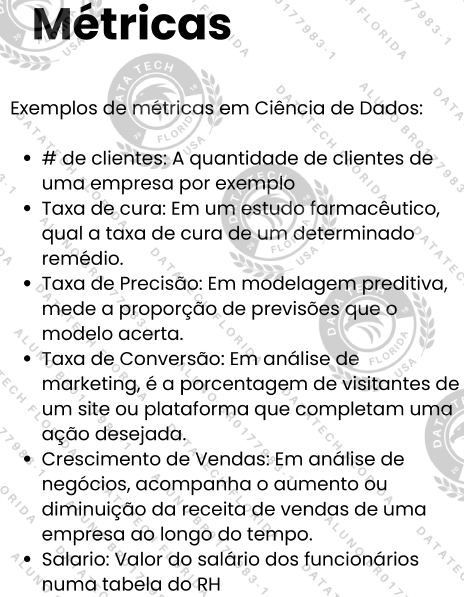 Métricas
Exemplos de métricas em Ciência de Dados:
• # de clientes: A quantidade de clientes de
uma empresa por exemplo
• Taxa de cura: Em um estudo farmacêutico,
qual a taxa de cura de um determinado
remédio.
• Taxa de Precisão: Em modelagem preditiva,
mede a proporção de previsões que o
modelo acerta.
• Taxa de Conversão: Em análise de
marketing, é a porcentagem de visitantes de
um site ou plataforma que completam uma
ação desejada.
• Crescimento de Vendas: Em análise de
negócios, acompanha o aumento ou
diminuição da receita de vendas de uma
empresa ao longo do tempo.
• Salario: Valor do salário dos funcionários
numa tabela do RH
DATA TECH
FLORIDA
USA